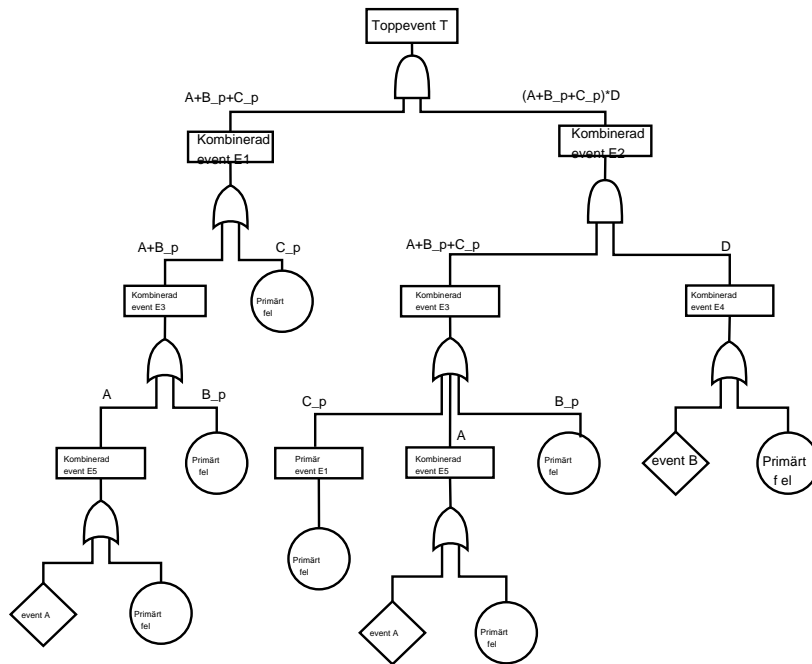 Toppevent T
A+B_p+C_p
(A+B_p+C_p)*D
Kombinerad
event E1
Kombinerad
event E2
A+B_p
C_p
A+B_p+C_p
D
Kombinerad
event E3
Primärt
fel
Kombinerad
event E3
Kombinerad
event E4
A
B_p
C_p
A
B_p
Kombinerad
event E5
Primärt
fel
Primär
event E1
Kombinerad
event E5
Primärt
fel
event B
Primärt
f el
Primärt
fel
event A
Primärt
fel
event A
Primärt
fel